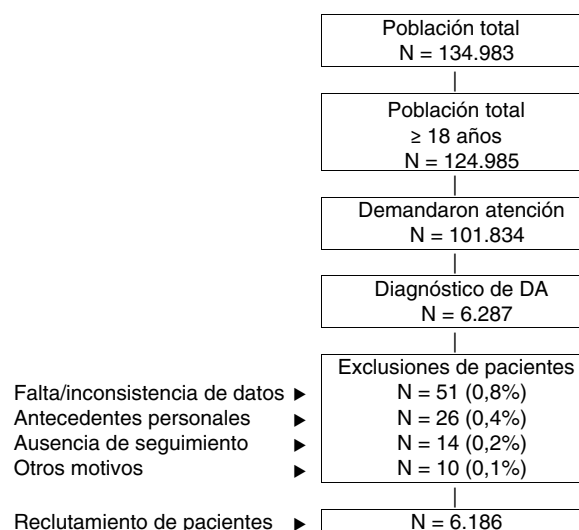 Población total
N = 134.983
Población total
≥ 18 años
N = 124.985
Demandaron atención
N = 101.834
Diagnóstico de DA
N = 6.287
Exclusiones de pacientes
Falta/inconsistencia de datos ► N = 51 (0,8%)
Antecedentes personales ► N = 26 (0,4%)
Ausencia de seguimiento ► N = 14 (0,2%)
Otros motivos ► N = 10 (0,1%)
Reclutamiento de pacientes ► N = 6.186